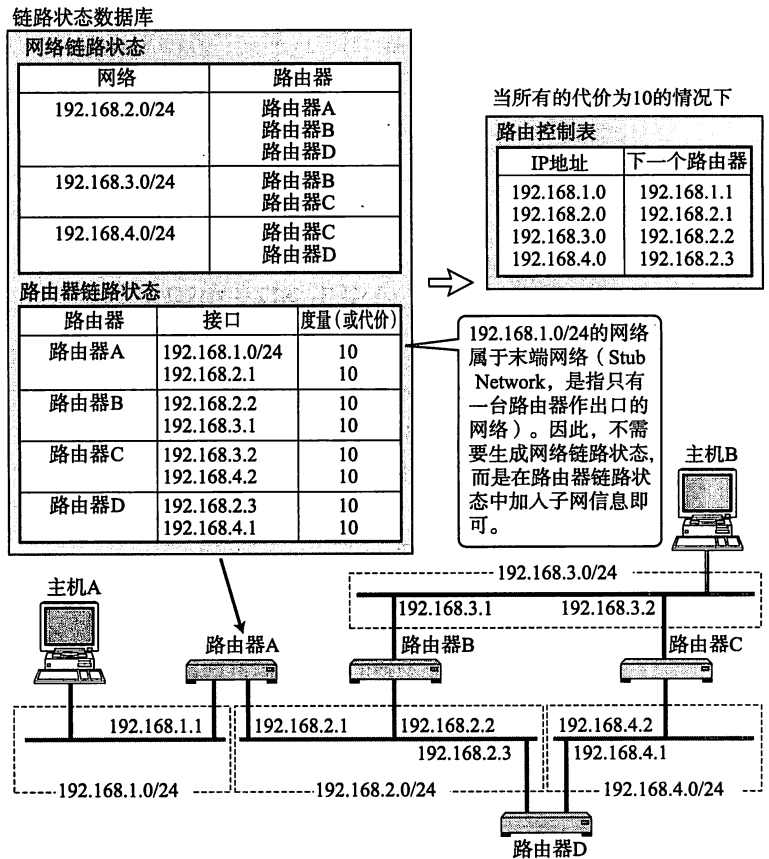 链路状态数据库
网络链路状态
网络 路由器
192.168.2.0/24 路由器A
路由器B
路由器D
192.168.3.0/24 路由器B
路由器C
192.168.4.0/24 路由器C
路由器D
路由器链路状态
路由器 接口 度量(或代价)
路由器A 192.168.1.0/24 10
192.168.2.1 10
路由器B 192.168.2.2 10
192.168.3.1 10
路由器C 192.168.3.2 10
192.168.4.2 10
路由器D 192.168.2.3 10
192.168.4.1 10
当所有的代价为10的情况下
路由控制表
IP地址 下一个路由器
192.168.1.0 192.168.1.1
192.168.2.0 192.168.2.1
192.168.3.0 192.168.2.2
192.168.4.0 192.168.2.3
192.168.1.0/24的网络
属于末端网络（Stub
Network，是指只有
一台路由器作出口的
网络）。因此，不需
要生成网络链路状态,
而是在路由器链路状
态中加入子网信息即
可。
主机B
192.168.3.0/24
192.168.3.1 192.168.3.2
主机A
路由器A 路由器B 路由器C
192.168.1.1 192.168.2.1 192.168.2.2 192.168.4.2
192.168.2.3 192.168.4.1
192.168.1.0/24 192.168.2.0/24 192.168.4.0/24
路由器D